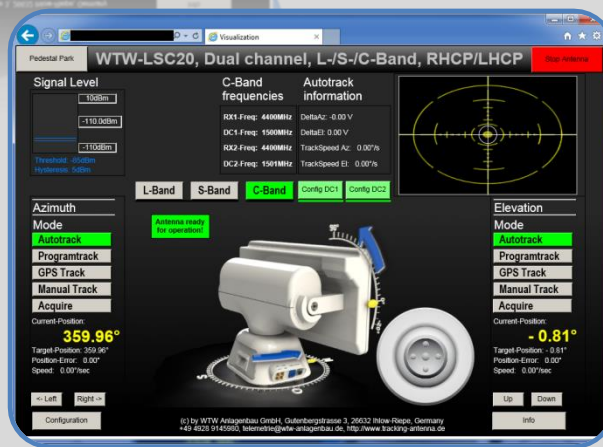 Visualization
Pedestal Park
WTW-LSC20, Dual channel, L-/S-/C-Band, RHCP/LHCP
Stop Antenna
Signal Level
10dBm
-110.0dBm
-110dBm
Threshold: -85dBm
Hysteresis: 5dBm
C-Band
frequencies
RX1-Freq: 4400MHz
DC1-Freq: 1500MHz
RX2-Freq: 4400MHz
DC2-Freq: 1501MHz
Autotrack
information
DeltaAz: -0.00 V
DeltaEl: 0.00 V
TrackSpeed Az: 0.00°/s
TrackSpeed El: 0.00°/s
L-Band
S-Band
C-Band
Config DC1
Config DC2
Antenna ready
for operation!
Azimuth
Mode
Autotrack
Programtrack
GPS Track
Manual Track
Acquire
Current-Position:
359.96°
Target-Position: 359.96°
Position-Error: 0.00°
Speed: 0.00°/sec
<- Left
Right ->
Configuration
90°
Elevation
Mode
Autotrack
Programtrack
GPS Track
Manual Track
Acquire
Current-Position:
- 0.81°
Target-Position: - 0.81°
Position-Error: 0.00°
Speed: 0.00°/sec
Up
Down
Info
(c) by WTW Anlagenbau GmbH, Gutenbergstrasse 3, 26632 Ihlow-Riepe, Germany
+49 4928 9145980, telemetrie@wtw-anlagenbau.de, http://www.tracking-antenna.de